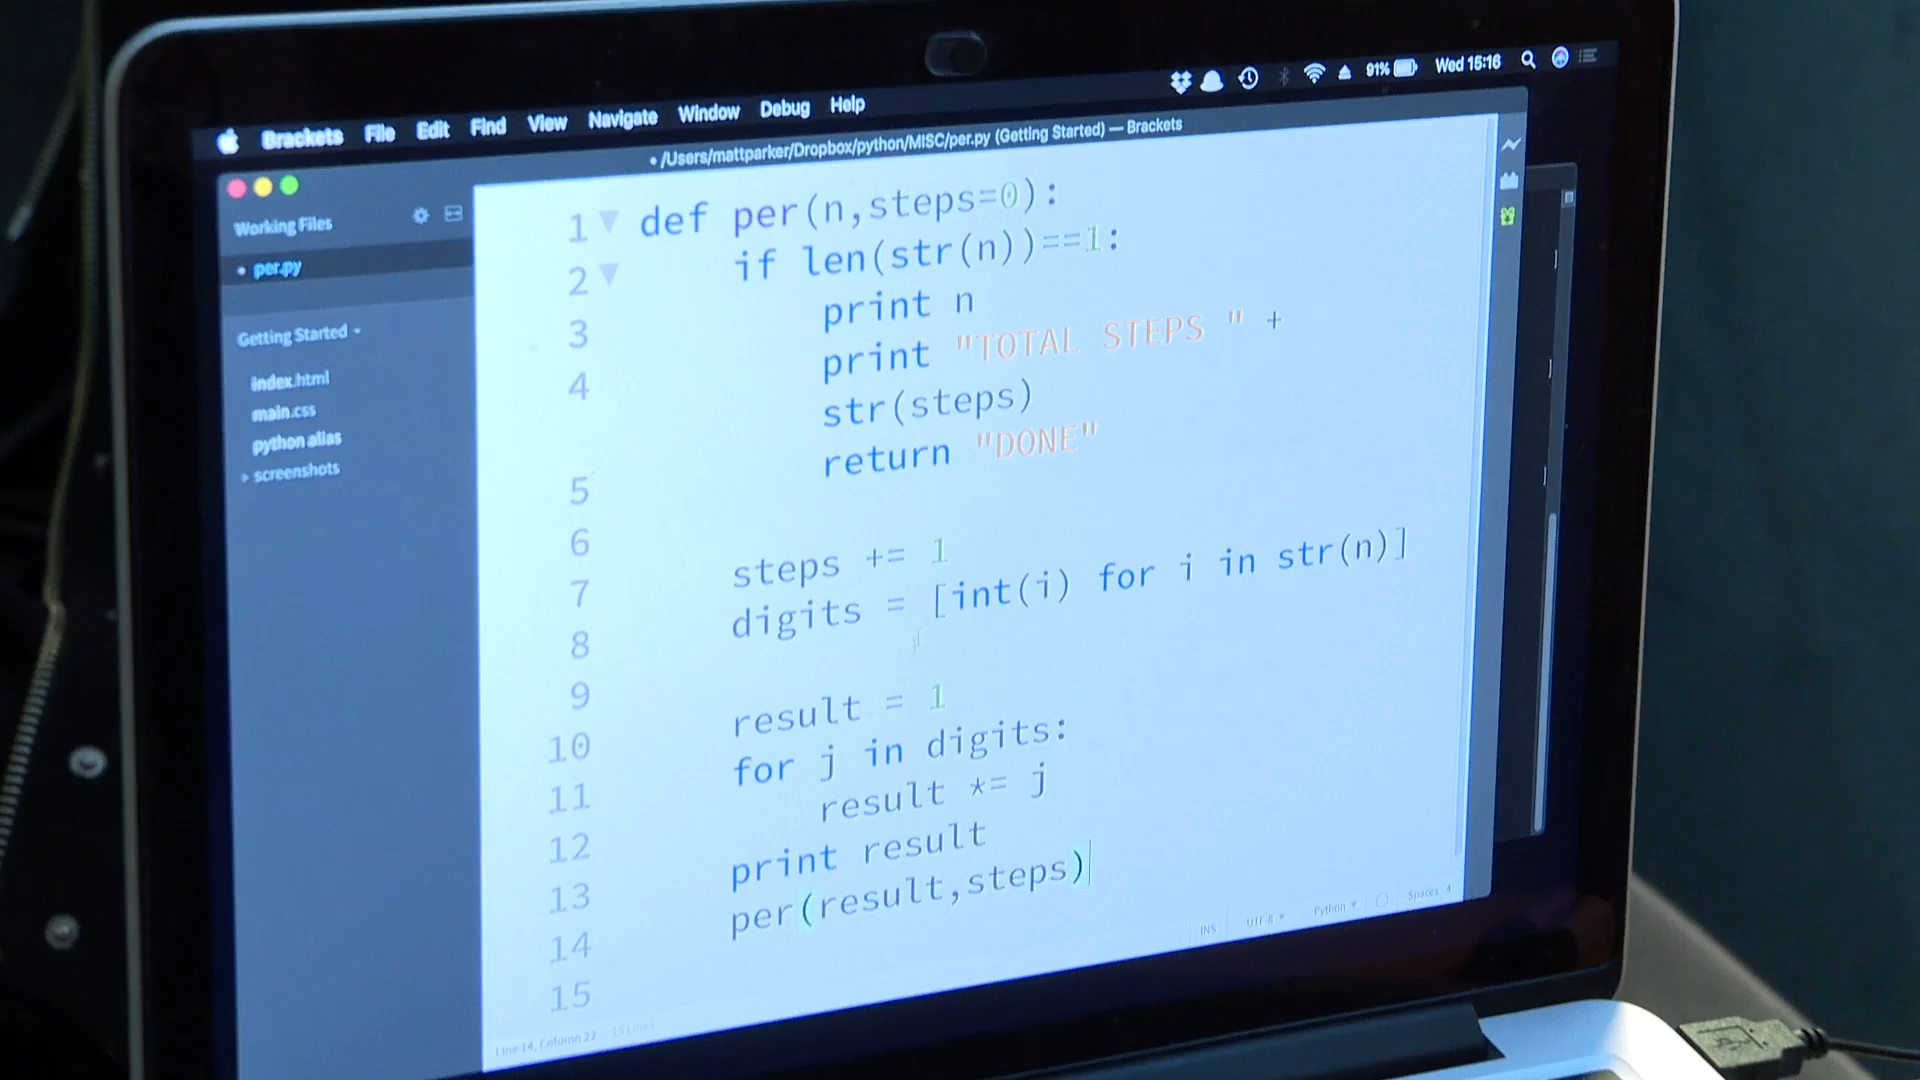 Brackets File Edit Find View Navigate Window Debug Help 91% Wed 15:16
• /Users/mattparker/Dropbox/python/MISC/per.py (Getting Started) — Brackets
Working Files
• per.py
Getting Started
index.html
main.css
python alias
screenshots
1 def per(n,steps=0):
2 if len(str(n))==1:
3 print n
4 print "TOTAL STEPS " +
str(steps)
5 return "DONE"
6
7 steps += 1
8 digits = [int(i) for i in str(n)]
9
10 result = 1
11 for j in digits:
12 result *= j
13 print result
14 per(result,steps)
15
Line 14, Column 22 — 15 Lines
INS UTF-8 Python Spaces: 4